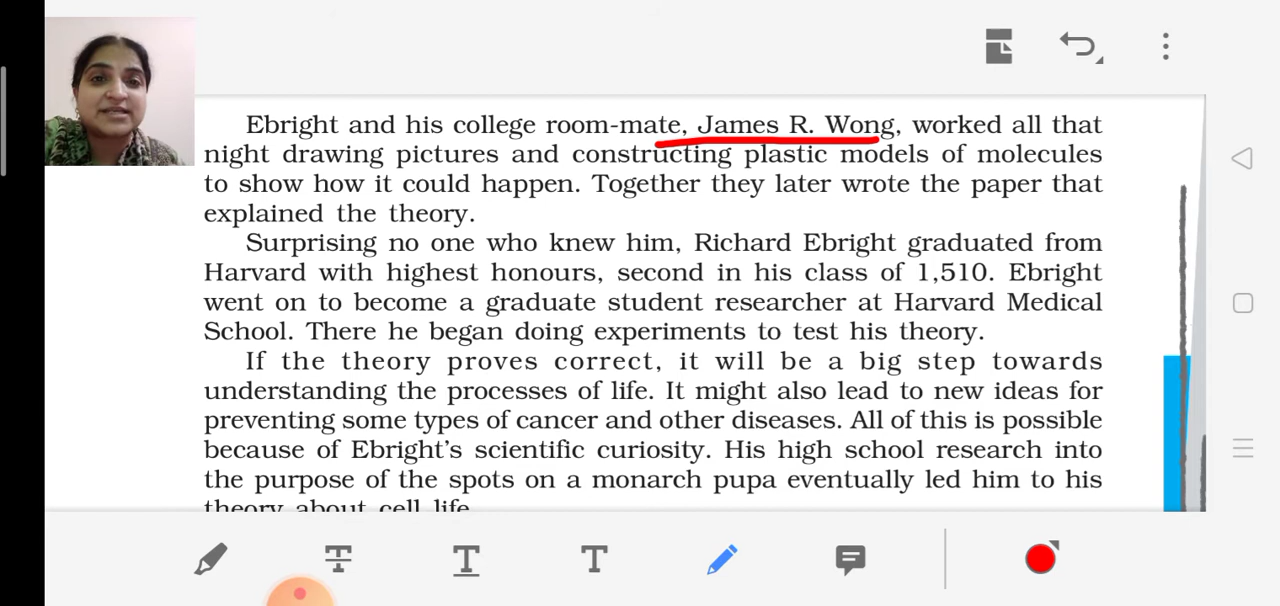 Ebright and his college room-mate, James R. Wong, worked all that
night drawing pictures and constructing plastic models of molecules
to show how it could happen. Together they later wrote the paper that
explained the theory.
Surprising no one who knew him, Richard Ebright graduated from
Harvard with highest honours, second in his class of 1,510. Ebright
went on to become a graduate student researcher at Harvard Medical
School. There he began doing experiments to test his theory.
If the theory proves correct, it will be a big step towards
understanding the processes of life. It might also lead to new ideas for
preventing some types of cancer and other diseases. All of this is possible
because of Ebright's scientific curiosity. His high school research into
the purpose of the spots on a monarch pupa eventually led him to his
theory about cell life.
T T T